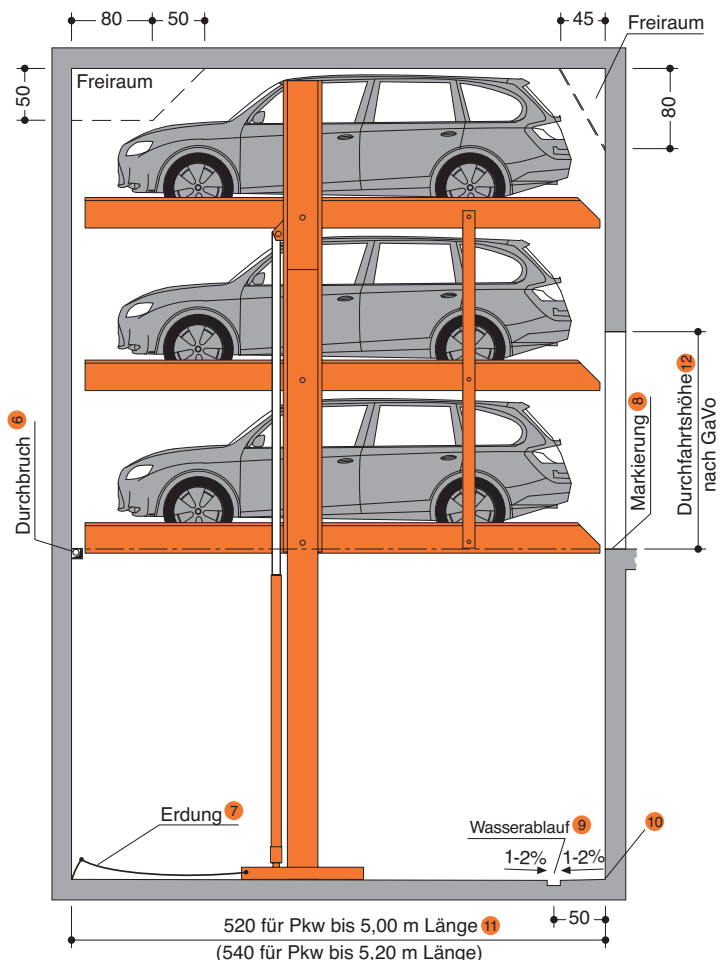 80
50
45
Freiraum
Freiraum
50
80
Durchbruch 6
Markierung 8
Durchfahrtshöhe 12
nach GaVo
Erdung 7
Wasserablauf 9
10
1-2%
1-2%
520 für Pkw bis 5,00 m Länge 11
50
(540 für Pkw bis 5,20 m Länge)